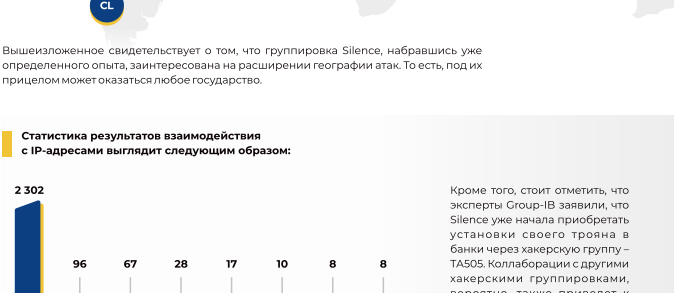 CL
Вышеизложенное свидетельствует о том, что группировка Silence, набравшись уже
определенного опыта, заинтересована на расширении географии атак. То есть, под их
прицелом может оказаться любое государство.
Статистика результатов взаимодействия
с IP-адресами выглядит следующим образом:
2 302
96 67 28 17 10 8 8
Кроме того, стоит отметить, что
эксперты Group-IB заявили, что
Silence уже начала приобретать
установки своего трояна в
банки через хакерскую группу –
TA505. Коллаборации с другими
хакерскими группировками,
вероятно, также приведет к